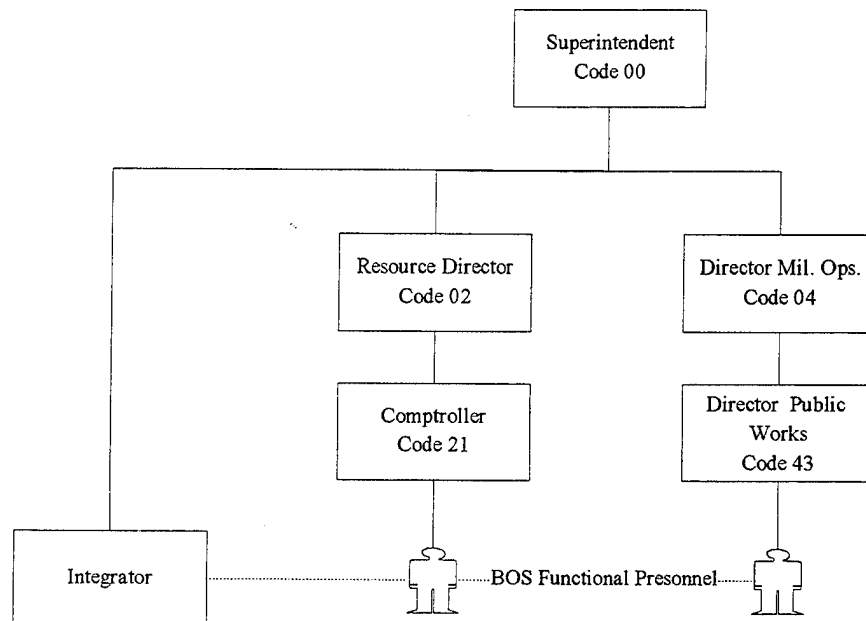 Superintendent
Code 00
Resource Director
Code 02
Director Mil. Ops.
Code 04
Comptroller
Code 21
Director Public
Works
Code 43
Integrator
BOS Functional Presonnel